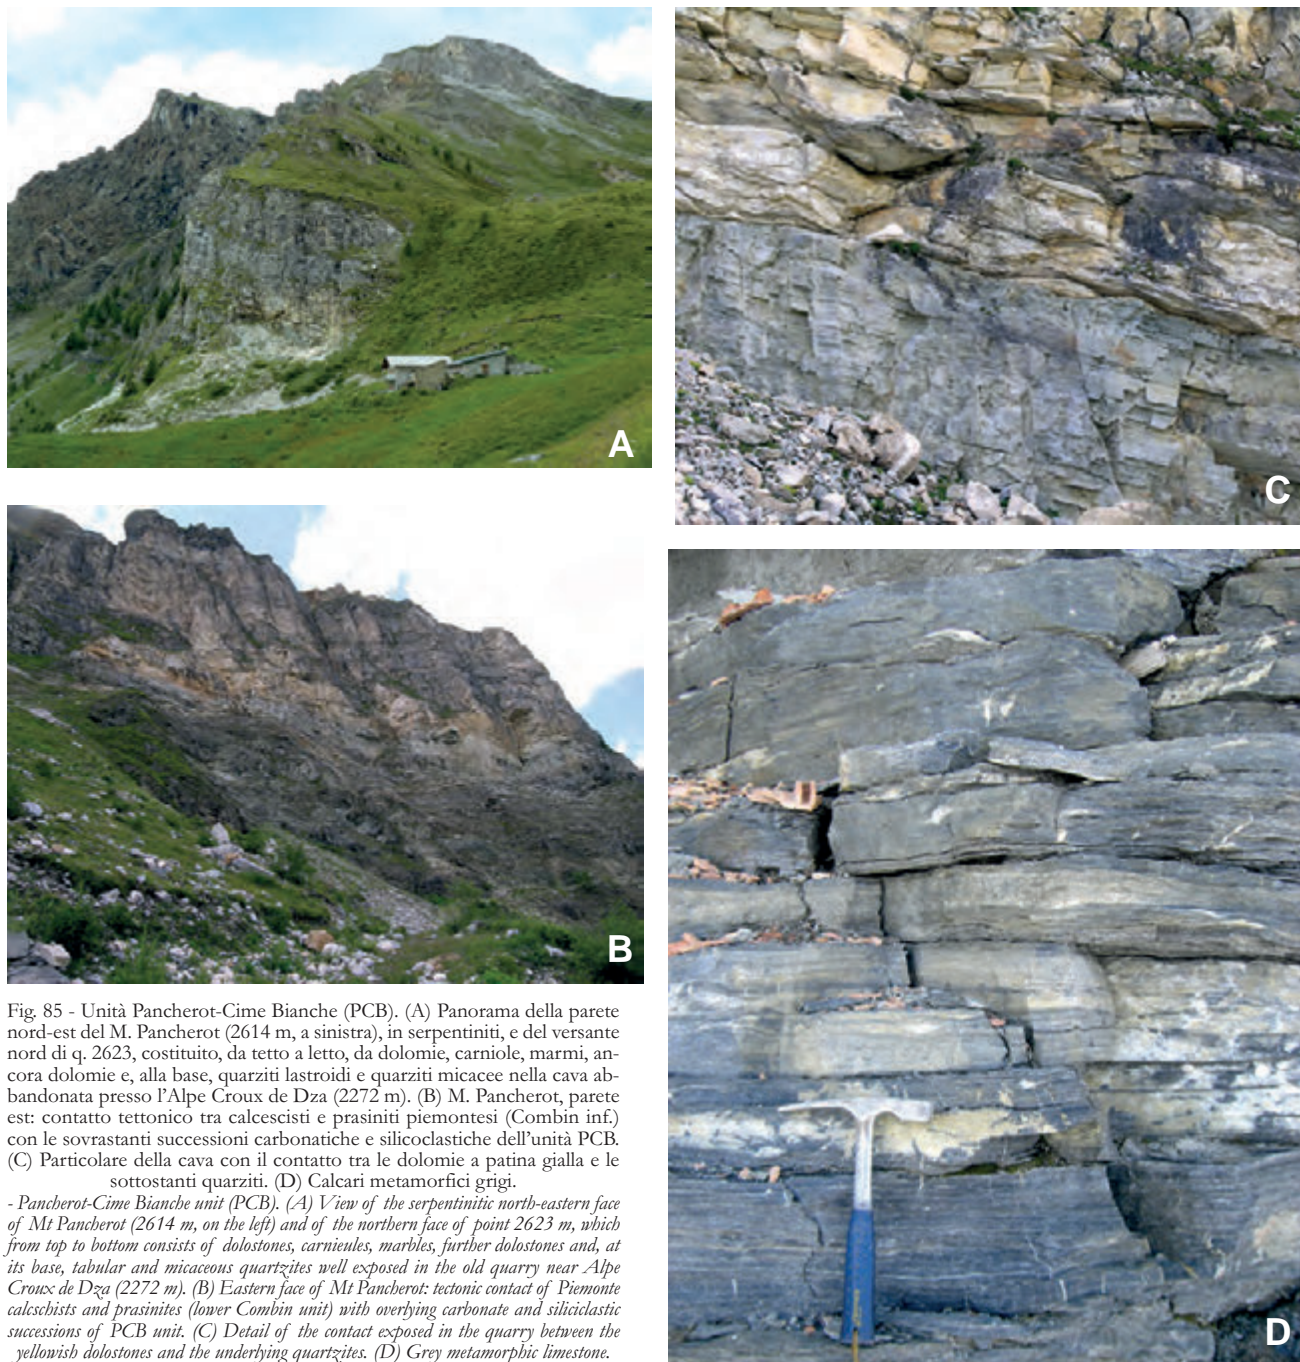 A
C
B
D
Fig. 85 - Unità Pancherot-Cime Bianche (PCB). (A) Panorama della parete
nord-est del M. Pancherot (2614 m, a sinistra), in serpentiniti, e del versante
nord di q. 2623, costituito, da tetto a letto, da dolomie, carniole, marmi, an-
cora dolomie e, alla base, quarziti lastroidi e quarziti micacee nella cava ab-
bandonata presso l'Alpe Croux de Dza (2272 m). (B) M. Pancherot, parete
est: contatto tettonico tra calcescisti e prasiniti piemontesi (Combin inf.)
con le sovrastanti successioni carbonatiche e silicoclastiche dell'unità PCB.
(C) Particolare della cava con il contatto tra le dolomie a patina gialla e le
sottostanti quarziti. (D) Calcari metamorfici grigi.
- Pancherot-Cime Bianche unit (PCB). (A) View of the serpentinitic north-eastern face
of Mt Pancherot (2614 m, on the left) and of the northern face of point 2623 m, which
from top to bottom consists of dolostones, carnieules, marbles, further dolostones and, at
its base, tabular and micaceous quartzites well exposed in the old quarry near Alpe
Croux de Dza (2272 m). (B) Eastern face of Mt Pancherot: tectonic contact of Piemonte
calcschists and prasinites (lower Combin unit) with overlying carbonate and siliciclastic
successions of PCB unit. (C) Detail of the contact exposed in the quarry between the
yellowish dolostones and the underlying quartzites. (D) Grey metamorphic limestone.